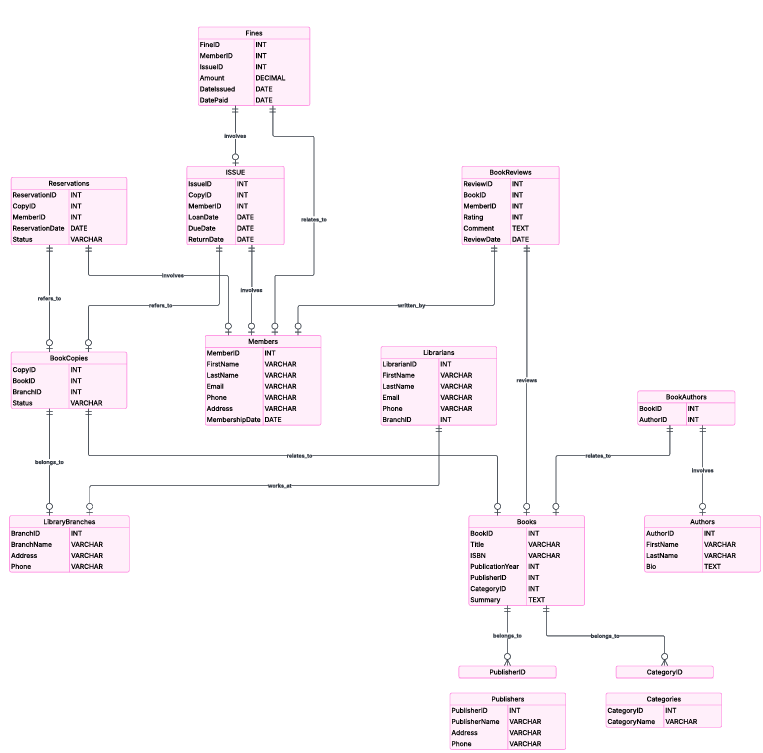 Fines
FineID INT
MemberID INT
IssueID INT
Amount DECIMAL
DateIssued DATE
DatePaid DATE
involves
relates_to
ISSUE
IssueID INT
CopyID INT
MemberID INT
LoanDate DATE
DueDate DATE
ReturnDate DATE
BookReviews
ReviewID INT
BookID INT
MemberID INT
Rating INT
Comment TEXT
ReviewDate DATE
Reservations
ReservationID INT
CopyID INT
MemberID INT
ReservationDate DATE
Status VARCHAR
involves
involves
refers_to
refers_to
written_by
reviews
Members
MemberID INT
FirstName VARCHAR
LastName VARCHAR
Email VARCHAR
Phone VARCHAR
Address VARCHAR
MembershipDate DATE
Librarians
LibrarianID INT
FirstName VARCHAR
LastName VARCHAR
Email VARCHAR
Phone VARCHAR
BranchID INT
BookCopies
CopyID INT
BookID INT
BranchID INT
Status VARCHAR
BookAuthors
BookID INT
AuthorID INT
belongs_to
relates_to
relates_to
involves
works_at
LibraryBranches
BranchID INT
BranchName VARCHAR
Address VARCHAR
Phone VARCHAR
Books
BookID INT
Title VARCHAR
ISBN VARCHAR
PublicationYear INT
PublisherID INT
CategoryID INT
Summary TEXT
Authors
AuthorID INT
FirstName VARCHAR
LastName VARCHAR
Bio TEXT
belongs_to
belongs_to
PublisherID
CategoryID
Publishers
PublisherID INT
PublisherName VARCHAR
Address VARCHAR
Phone VARCHAR
Categories
CategoryID INT
CategoryName VARCHAR